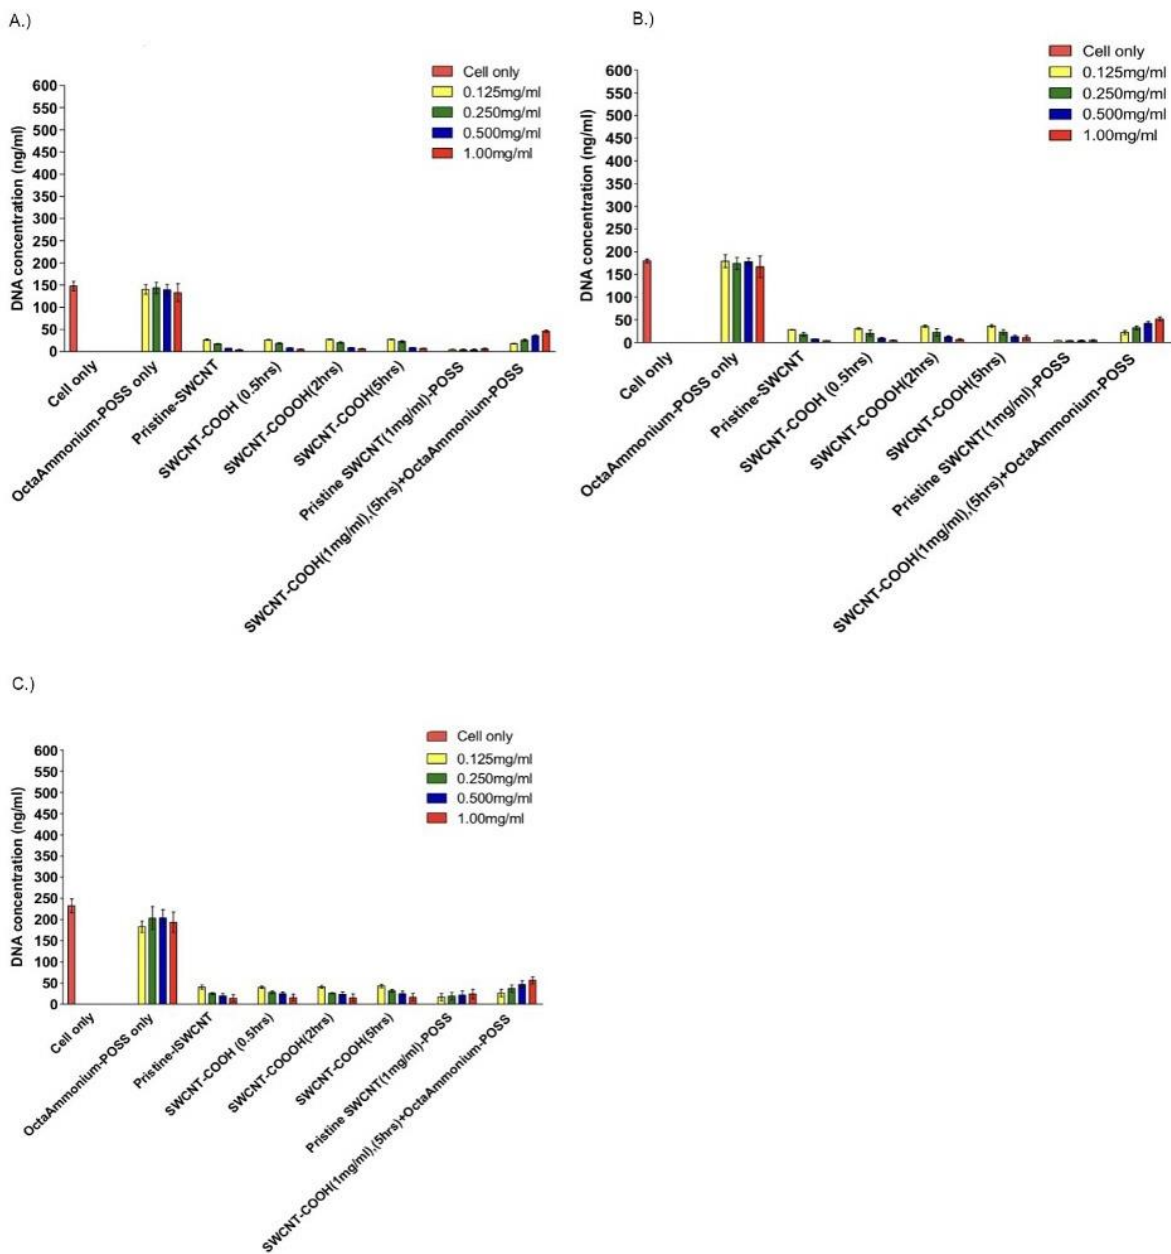 A.)
Cell only
0.125mg/ml
0.250mg/ml
0.500mg/ml
1.00mg/ml
600
550
500
450
400
350
300
250
200
150
100
50
0
DNA concentration (ng/ml)
Cell only
OctaAmmonium-POSS only
Pristine-SWCNT
SWCNT-COOH (0.5hrs)
SWCNT-COOOH(2hrs)
SWCNT-COOH(5hrs)
Pristine SWCNT(1mg/ml)-POSS
SWCNT-COOH(1mg/ml),(5hrs)+OctaAmmonium-POSS
B.)
Cell only
0.125mg/ml
0.250mg/ml
0.500mg/ml
1.00mg/ml
600
550
500
450
400
350
300
250
200
150
100
50
0
DNA concentration (ng/ml)
Cell only
OctaAmmonium-POSS only
Pristine-SWCNT
SWCNT-COOH (0.5hrs)
SWCNT-COOOH(2hrs)
SWCNT-COOH(5hrs)
Pristine SWCNT(1mg/ml)-POSS
SWCNT-COOH(1mg/ml),(5hrs)+OctaAmmonium-POSS
C.)
Cell only
0.125mg/ml
0.250mg/ml
0.500mg/ml
1.00mg/ml
600
550
500
450
400
350
300
250
200
150
100
50
0
DNA concentration (ng/ml)
Cell only
OctaAmmonium-POSS only
Pristine-ISWCNT
SWCNT-COOH (0.5hrs)
SWCNT-COOOH(2hrs)
SWCNT-COOH(5hrs)
Pristine SWCNT(1mg/ml)-POSS
SWCNT-COOH(1mg/ml),(5hrs)+OctaAmmonium-POSS